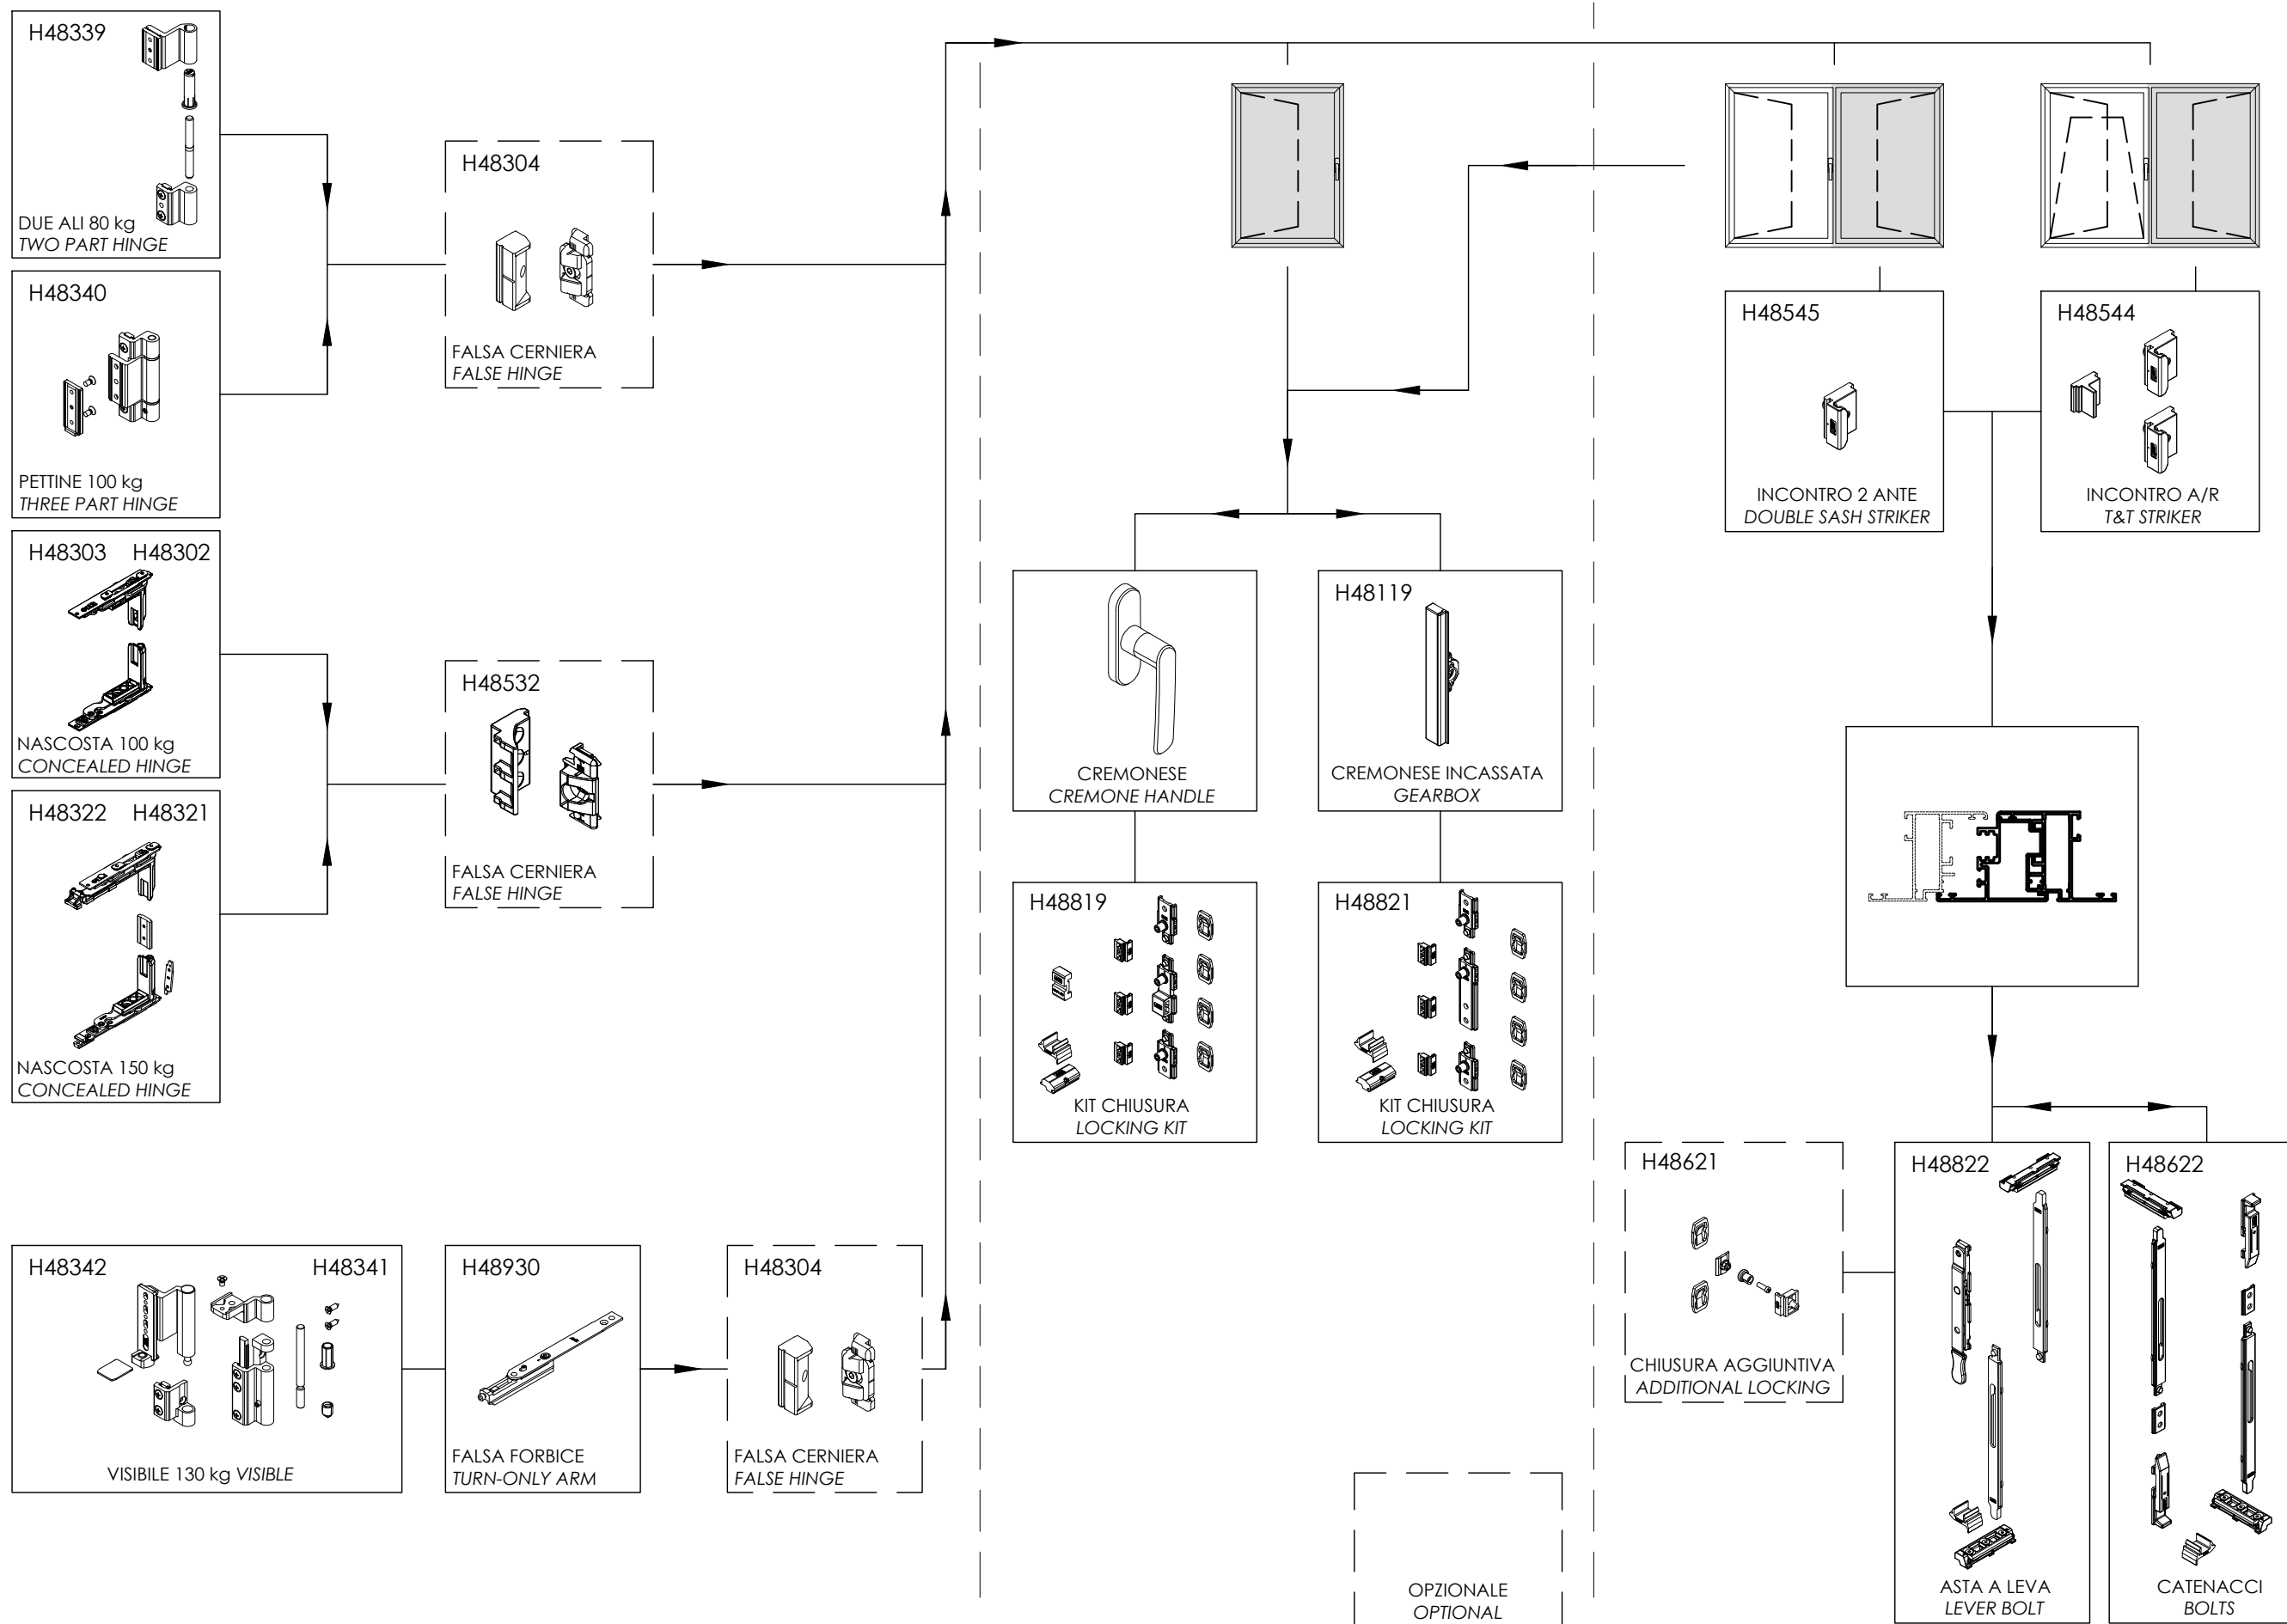 H48339
DUE ALI 80 kg
TWO PART HINGE
H48340
PETTINE 100 kg
THREE PART HINGE
H48303 H48302
NASCOSTA 100 kg
CONCEALED HINGE
H48322 H48321
NASCOSTA 150 kg
CONCEALED HINGE
H48342 H48341
VISIBILE 130 kg VISIBLE
H48304
FALSA CERNIERA
FALSE HINGE
H48532
FALSA CERNIERA
FALSE HINGE
H48930
FALSA FORBICE
TURN-ONLY ARM
H48304
FALSA CERNIERA
FALSE HINGE
CREMONESE
CREMONE HANDLE
H48119
CREMONESE INCASSATA
GEARBOX
H48819
KIT CHIUSURA
LOCKING KIT
H48821
KIT CHIUSURA
LOCKING KIT
OPZIONALE
OPTIONAL
H48545
INCONTRO 2 ANTE
DOUBLE SASH STRIKER
H48544
INCONTRO A/R
T&T STRIKER
H48621
CHIUSURA AGGIUNTIVA
ADDITIONAL LOCKING
H48822
ASTA A LEVA
LEVER BOLT
H48622
CATENACCI
BOLTS